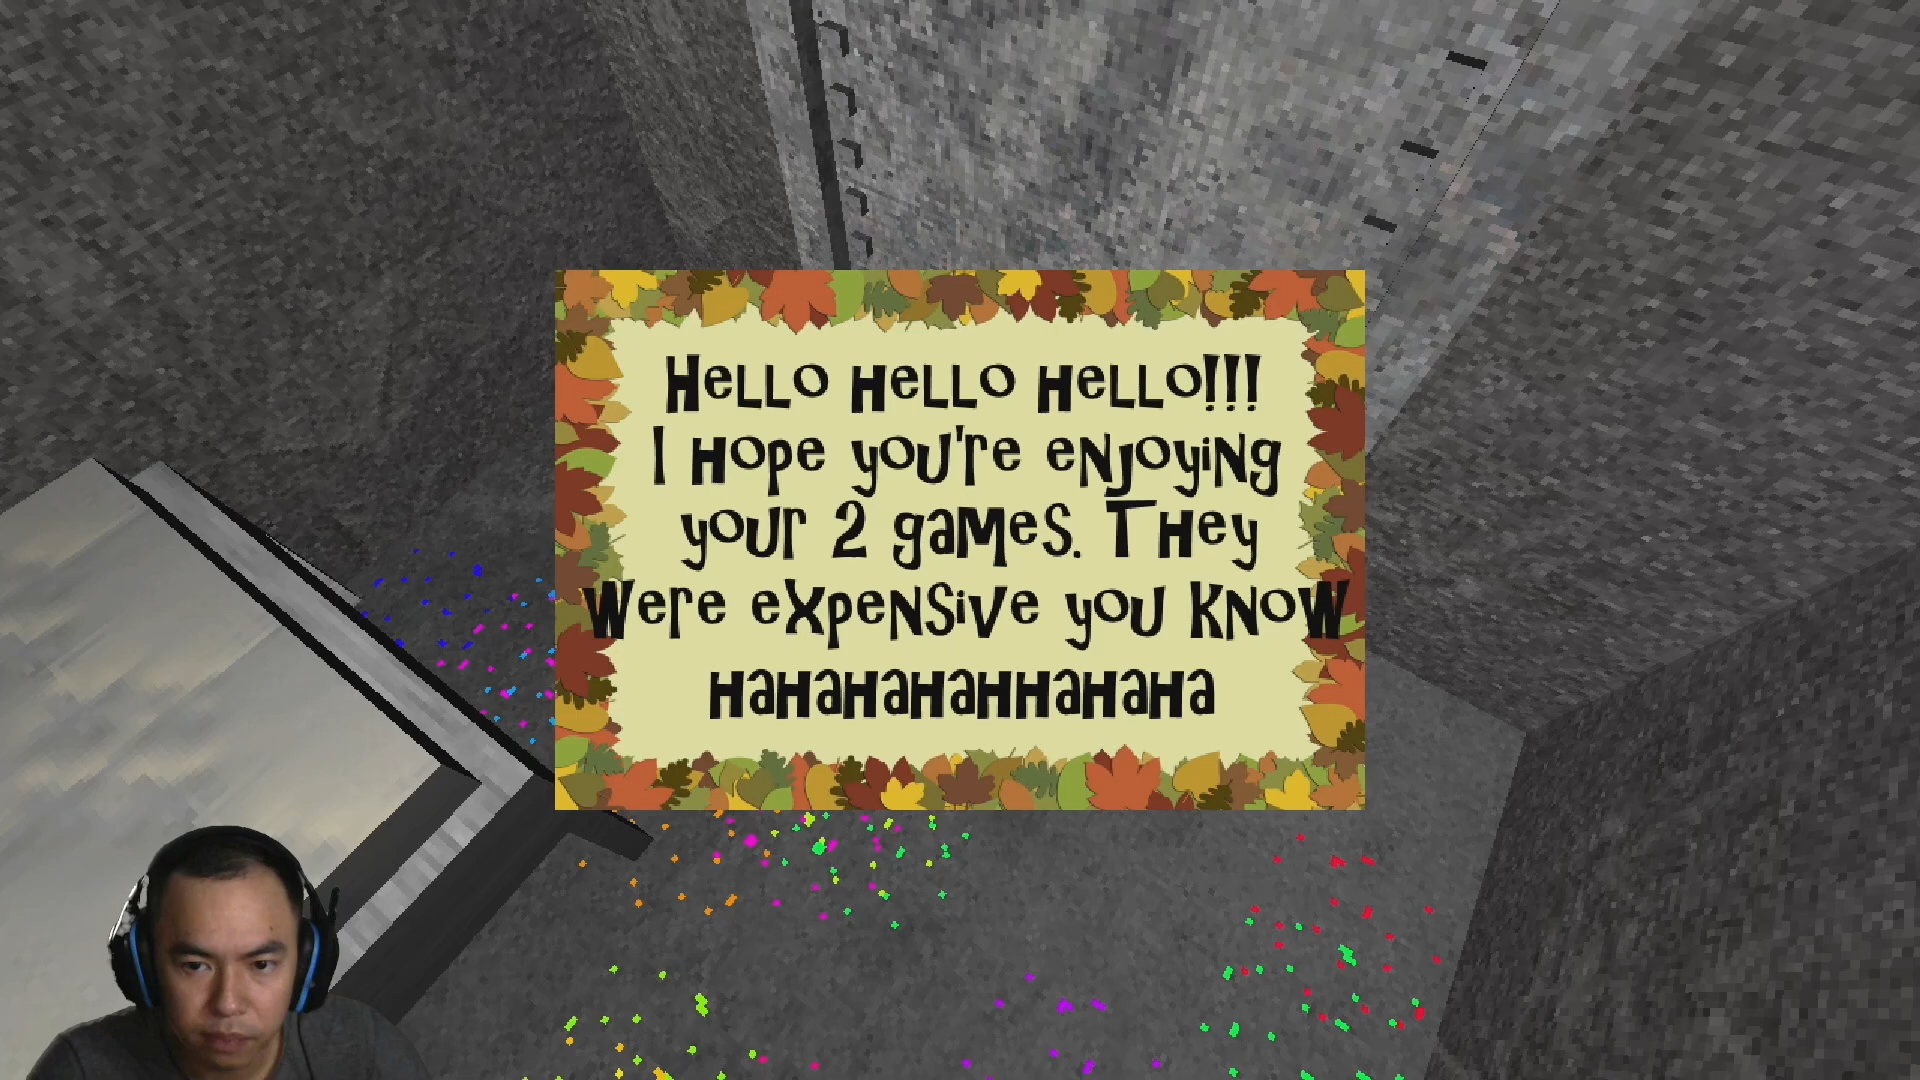 Hello Hello Hello!!!
I Hope you're enjoying
your 2 games. They
Were expensive you know
HaHaHaHaHHaHaHa